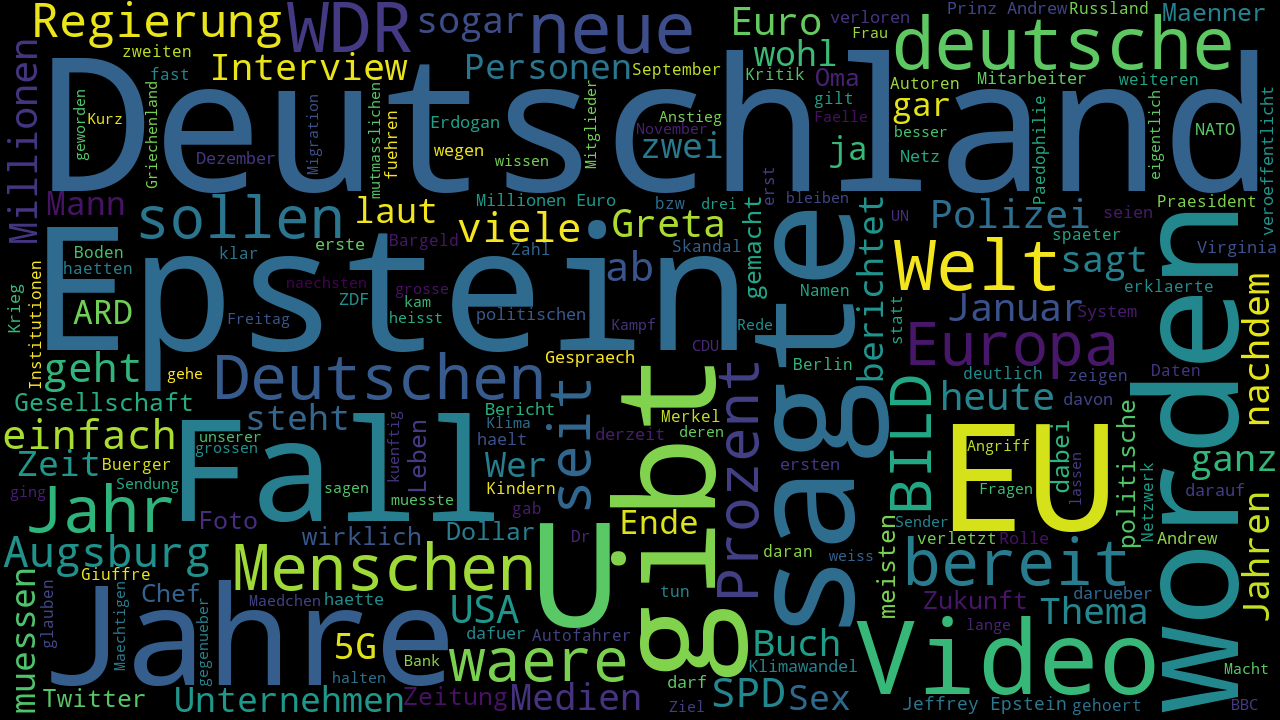 Regierung
WDR
sogar
neue
Euro
verloren
Prinz Andrew
Russland
Maenner
zweiten
Interview
Personen
September
wohl
Frau
deutsche
Millionen
fast
Deutschland
Kritik
Oma
Autoren
Mitarbeiter
weiteren
geworden
Kurz
Griechenland
Dezember
Migration
mutmasslichen
fuehren
Erdogan
wegen
wissen
Mitglieder
Anstieg
November
zwei
gilt
Faelle
gar
besser
ja
Netz
Paedophilie
eigentlich
NATO
veroeffentlicht
Mann
sollen
laut
viele
Millionen Euro
bzw
drei
Greta
erst
bleiben
UN
Polizei
seien
Praesident
Boden
haetten
klar
erste
Bargeld
Zahl
ab
Skandal
gemacht
sagte
berichtet
Welt
spaeter
sagt
Virginia
erklaerte
Krieg
Institutionen
Epstein
naechsten
grosse
ZDF
kam
heisst
politischen
ARD
Freitag
Kampf
Rede
Namen
statt
Januar
System
worden
nachdem
geht
gehe
Deutschen
Gespraech
CDU
Berlin
Europa
deutlich
zeigen
Daten
Gesellschaft
steht
Bericht
Klima
seit
gibt
Merkel
deren
Prozent
BILD
heute
davon
einfach
unserer
grossen
Fall
kuenftig
Leben
haelt
derzeit
EU
Angriff
dabei
politische
Zeit
Buerger
Sendung
Wer
Kindern
ersten
Fragen
lassen
Netzwerk
ganz
ging
Jahr
sagen
muesste
gab
darauf
Foto
wirklich
Dollar
U
Dr
Ende
daran
weiss
meisten
Sender
verletzt
Rolle
Andrew
Jahren
Augsburg
Giuffre
Menschen
bereit
muessen
glauben
Maechtigen
Chef
gegenueber
Maedchen
haette
USA
tun
Zukunft
darueber
Thema
Jahre
5G
dafuer
Autofahrer
Buch
lange
Bank
waere
Klimawandel
Video
Macht
Twitter
halten
darf
Unternehmen
Zeitung
Medien
Ziel
SPD
Sex
Jeffrey Epstein
gehoert
BBC